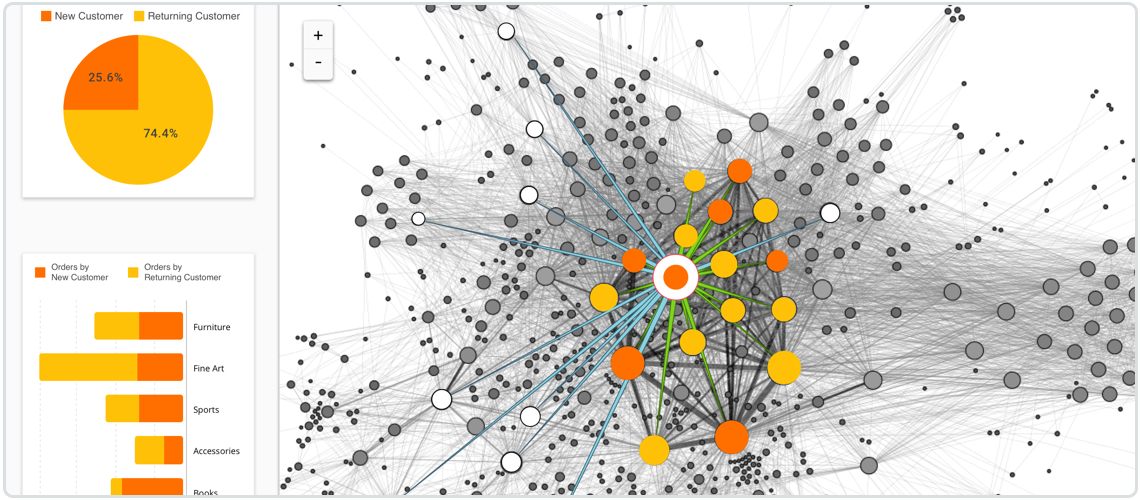 New Customer
Returning Customer
25.6%
74.4%
+
-
Orders by
New Customer
Orders by
Returning Customer
Furniture
Fine Art
Sports
Accessories
Books